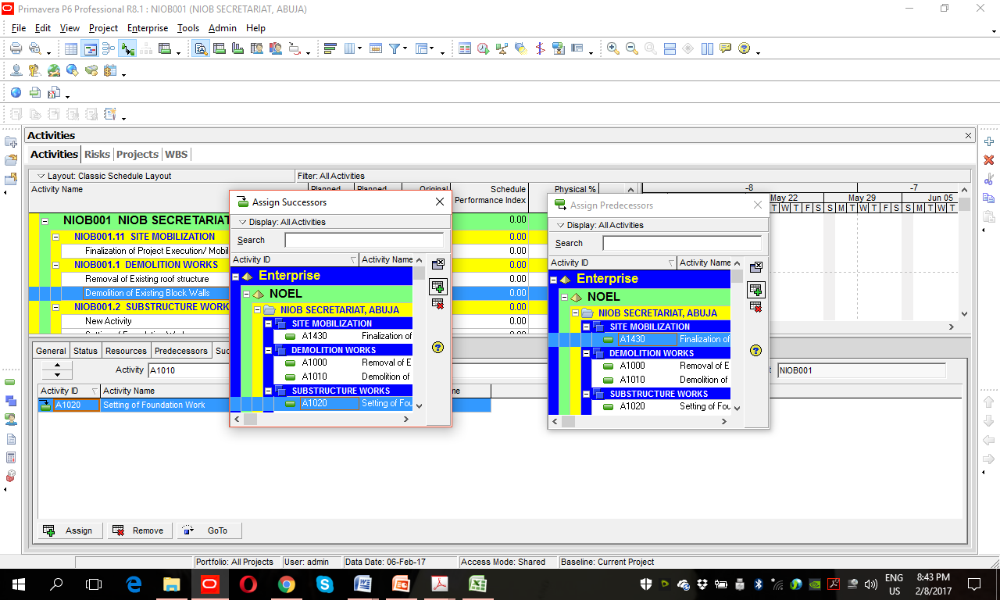 Primavera P6 Professional R8.1 : NIOB001 (NIOB SECRETARIAT, ABUJA)
File Edit View Project Enterprise Tools Admin Help
Activities
Activities Risks Projects WBS
Layout: Classic Schedule Layout Filter: All Activities
Activity Name Planned Planned Original Schedule Performance Index Physical %
-8 -7
May 22 May 29 Jun 05
T W T F S S M T W T F S S M T W T
NIOB001 NIOB SECRETARIAT 0.00
NIOB001.11 SITE MOBILIZATION 0.00
Finalization of Project Execution/ Mobil 0.00
NIOB001.1 DEMOLITION WORKS 0.00
Removal of Existing roof structure 0.00
Demolition of Existing Block Walls 0.00
NIOB001.2 SUBSTRUCTURE WORK 0.00
New Activity 0.00
0.00
General Status Resources Predecessors Suc
Activity A1010 NIOB001
Activity ID Activity Name
A1020 Setting of Foundation Work
Assign Remove GoTo
Assign Successors
Display: All Activities
Search
Activity ID Activity Name
Enterprise
NOEL
NIOB SECRETARIAT, ABUJA
SITE MOBILIZATION
A1430 Finalization of
DEMOLITION WORKS
A1000 Removal of E
A1010 Demolition of
SUBSTRUCTURE WORKS
A1020 Setting of Fou
Assign Predecessors
Display: All Activities
Search
Activity ID Activity Name
Enterprise
NOEL
NIOB SECRETARIAT, ABUJA
SITE MOBILIZATION
A1430 Finalization of
DEMOLITION WORKS
A1000 Removal of E
A1010 Demolition of
SUBSTRUCTURE WORKS
A1020 Setting of Fou
Portfolio: All Projects User: admin Data Date: 06-Feb-17 Access Mode: Shared Baseline: Current Project
ENG 8:43 PM
US 2/8/2017